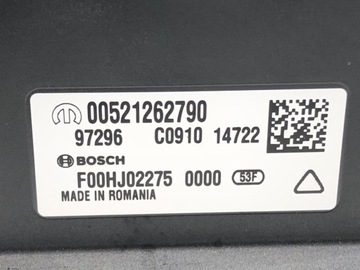 00521262790
97296 C0910 14722
BOSCH
F00HJ02275 0000 53F
MADE IN ROMANIA